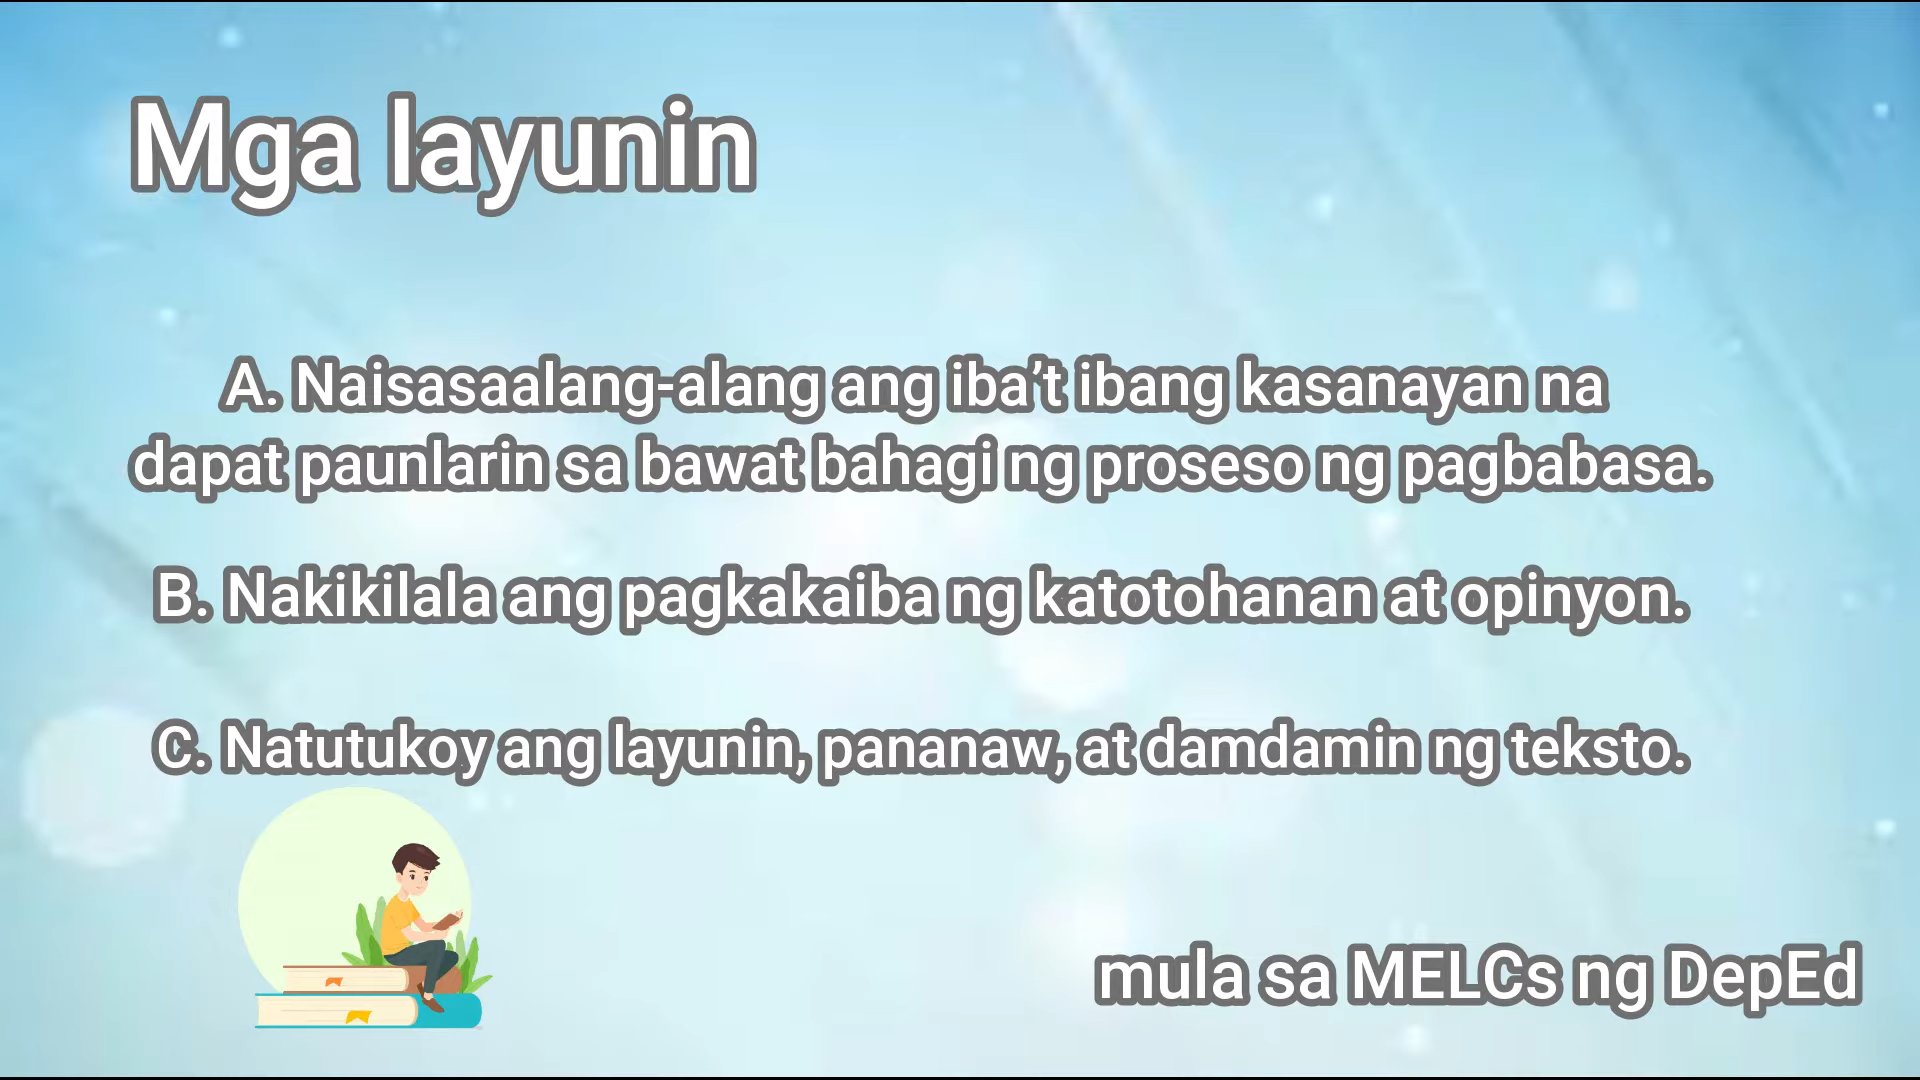 Mga layunin
A. Naisasaalang-alang ang iba’t ibang kasanayan na
dapat paunlarin sa bawat bahagi ng proseso ng pagbabasa.
B. Nakikilala ang pagkakaiba ng katotohanan at opinyon.
C. Natutukoy ang layunin, pananaw, at damdamin ng teksto.
mula sa MELCs ng DepEd